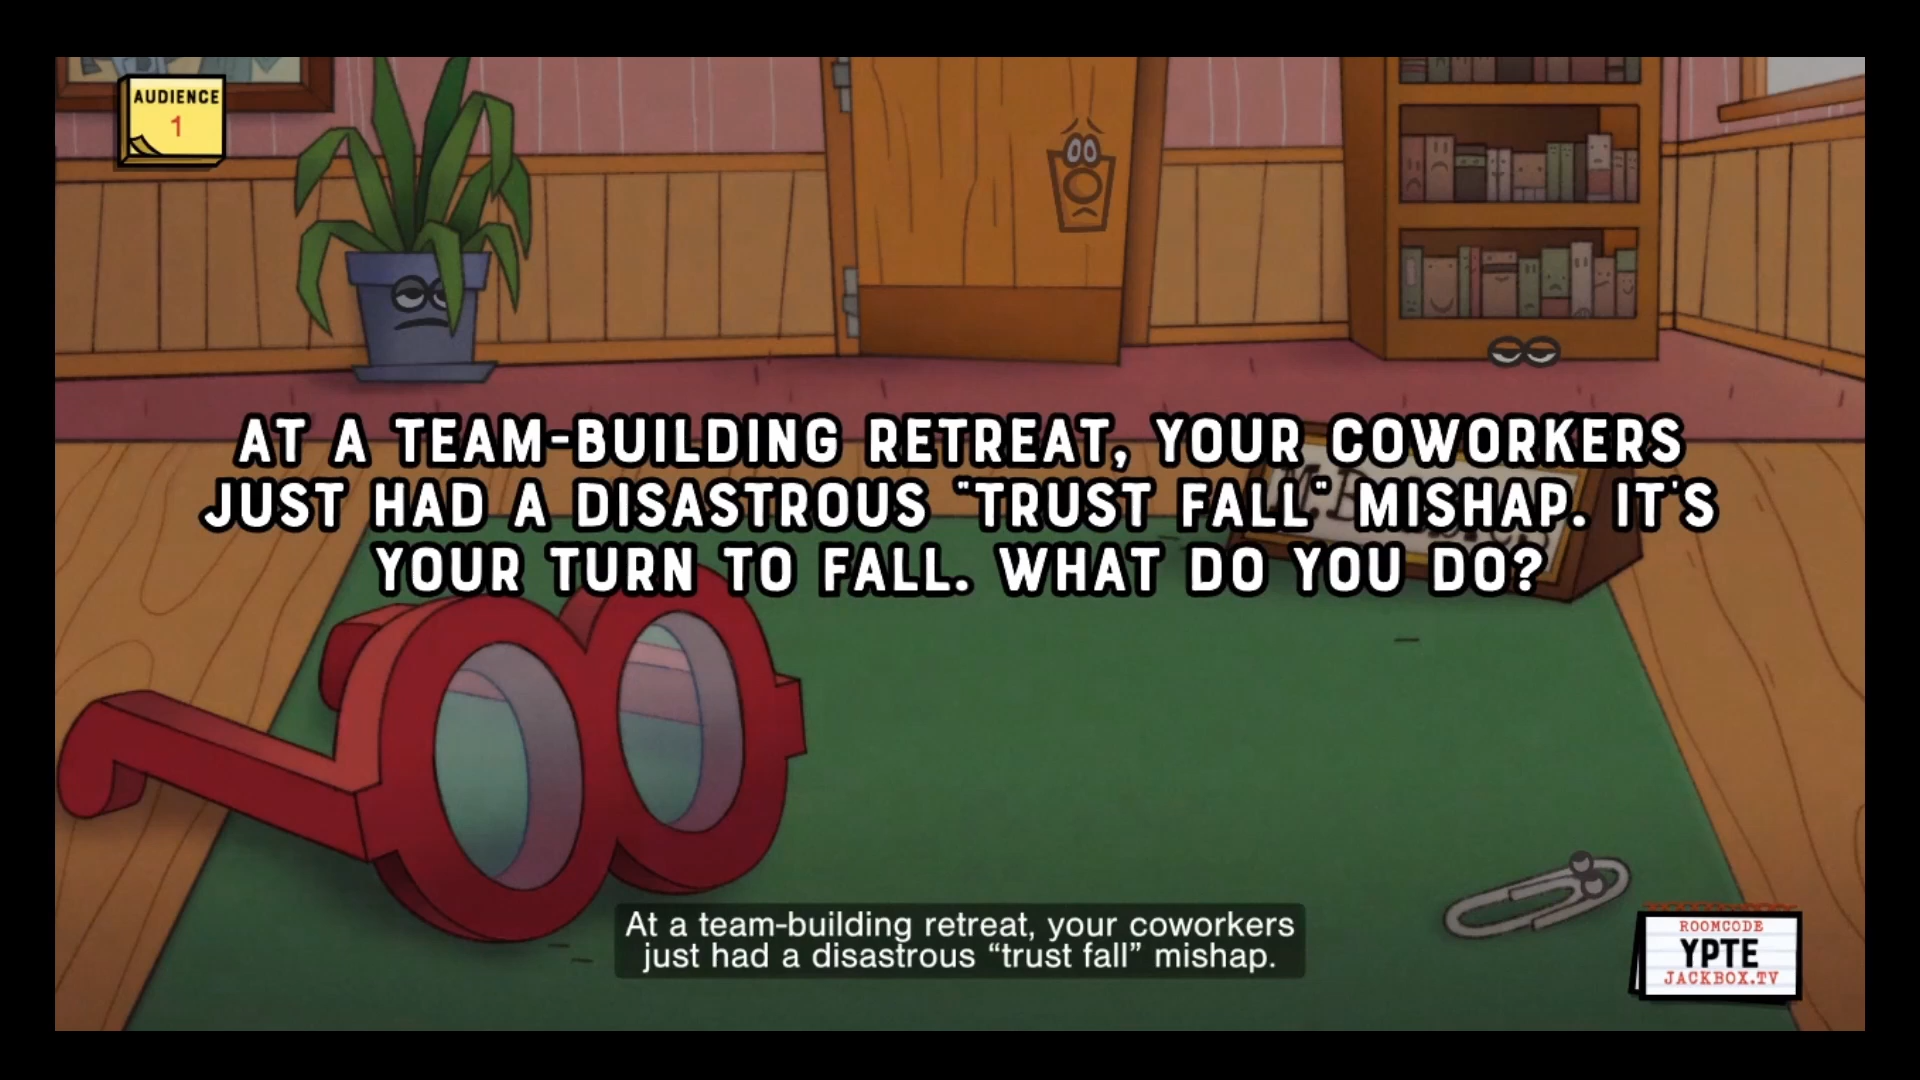 AUDIENCE
1
AT A TEAM-BUILDING RETREAT, YOUR COWORKERS
JUST HAD A DISASTROUS "TRUST FALL" MISHAP. IT'S
YOUR TURN TO FALL. WHAT DO YOU DO?
At a team-building retreat, your coworkers
just had a disastrous “trust fall” mishap.
ROOMCODE
YPTE
JACKBOX.TV